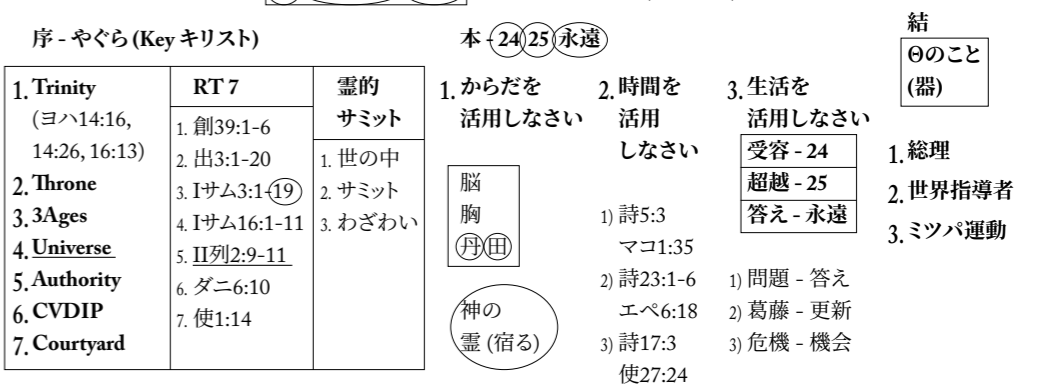 序 - やぐら (Key キリスト)
1. Trinity
(ヨハ14:16,
14:26, 16:13)
2. Throne
3. 3Ages
4. Universe
5. Authority
6. CVDIP
7. Courtyard
RT 7
1. 創39:1-6
2. 出3:1-20
3. Iサム3:1-19
4. Iサム16:1-11
5. II列2:9-11
6. ダニ6:10
7. 使1:14
霊的
サミット
1. 世の中
2. サミット
3. わざわい
本 - 24 25 永遠
1. からだを
活用しなさい
脳
胸
丹田
神の
霊 (宿る)
2. 時間を
活用
しなさい
1) 詩5:3
マコ1:35
2) 詩23:1-6
エペ6:18
3) 詩17:3
使27:24
3. 生活を
活用しなさい
受容 - 24
超越 - 25
答え - 永遠
1) 問題 - 答え
2) 葛藤 - 更新
3) 危機 - 機会
結
Θのこと
(器)
1. 総理
2. 世界指導者
3. ミツパ運動